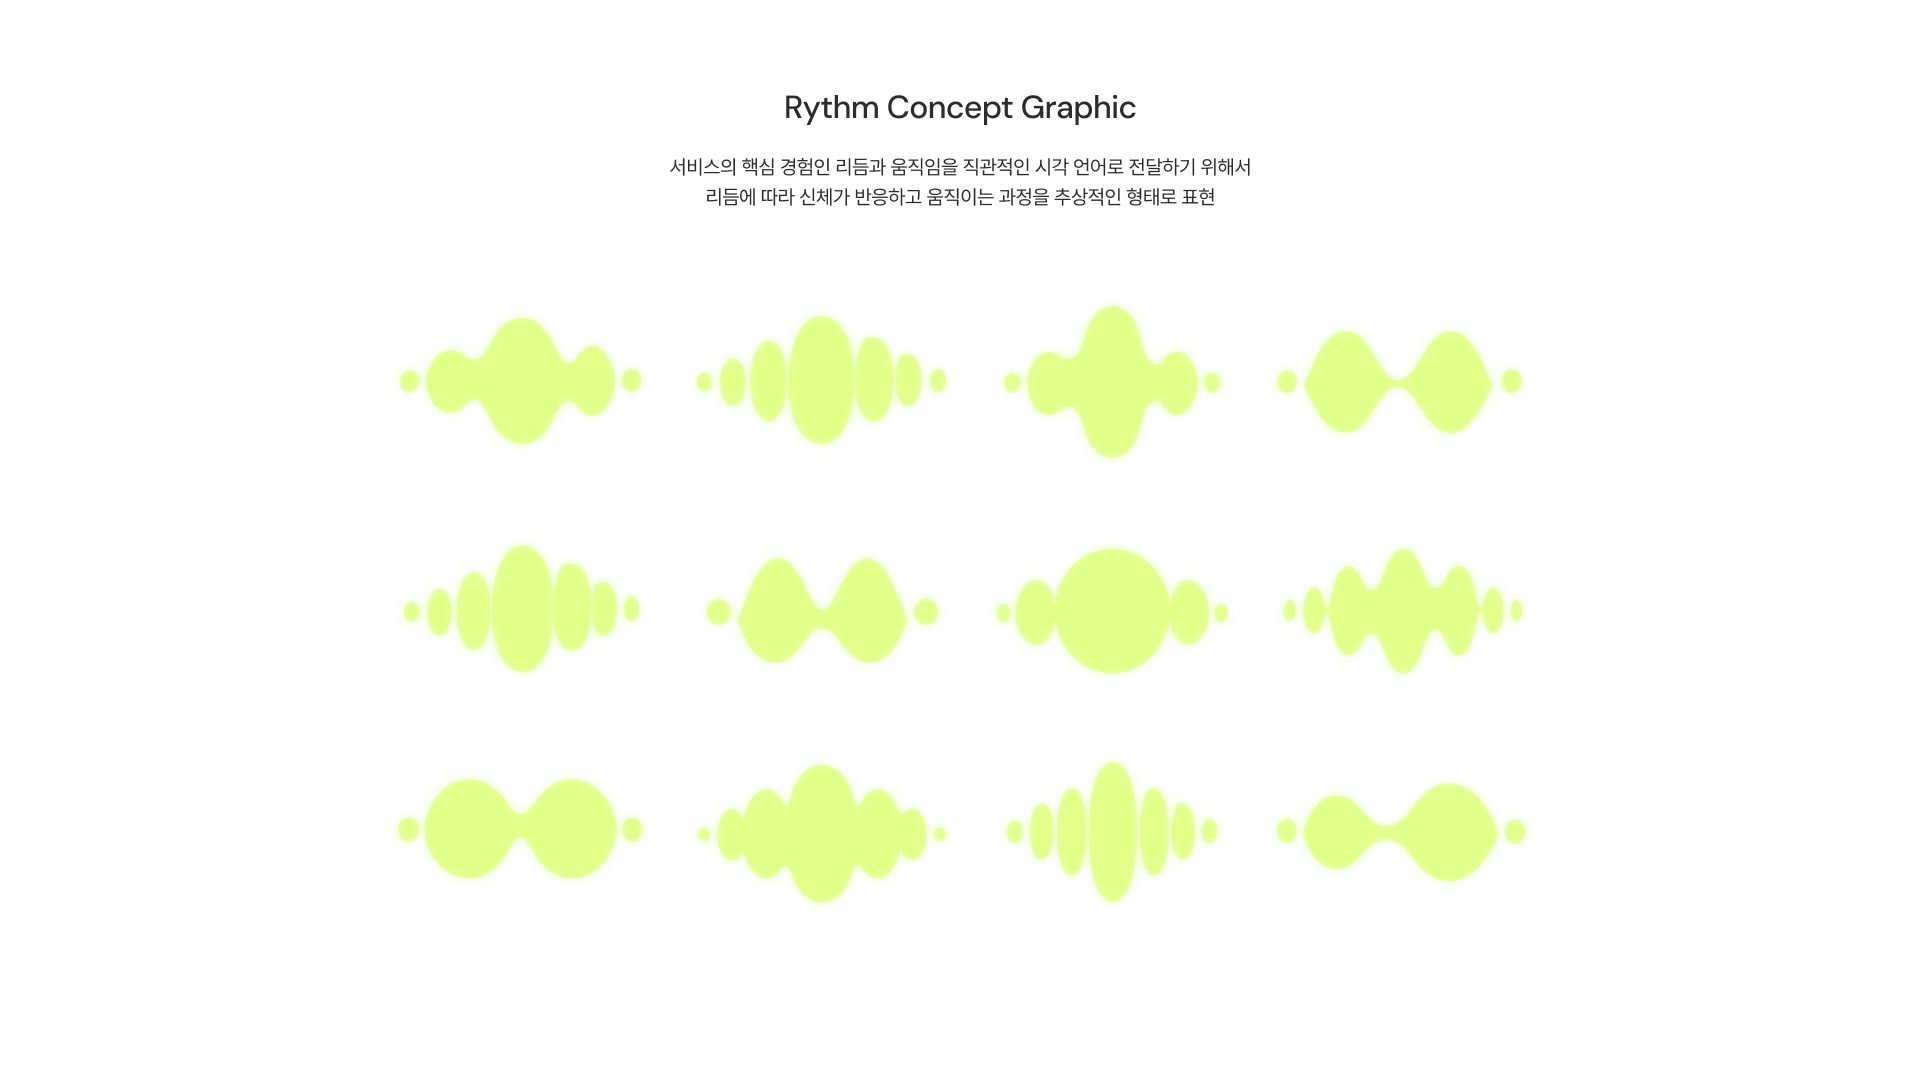 Rythm Concept Graphic
서비스의 핵심 경험인 리듬과 움직임을 직관적인 시각 언어로 전달하기 위해서
리듬에 따라 신체가 반응하고 움직이는 과정을 추상적인 형태로 표현